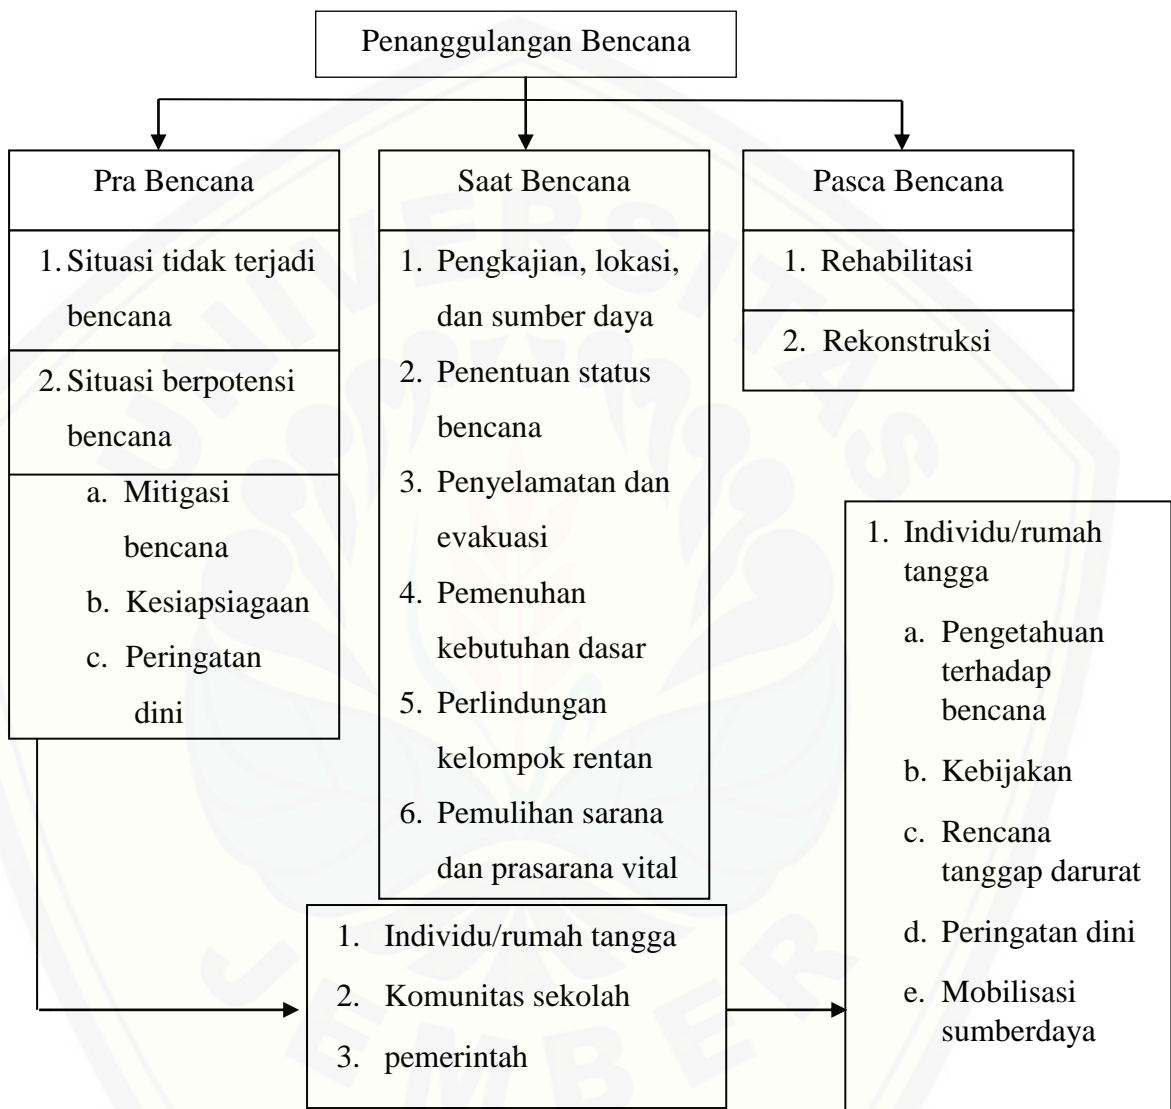 Penanggulangan Bencana
Pra Bencana
1. Situasi tidak terjadi
bencana
2. Situasi berpotensi
bencana
a. Mitigasi
bencana
b. Kesiapsiagaan
c. Peringatan
dini
Saat Bencana
1. Pengkajian, lokasi,
dan sumber daya
2. Penentuan status
bencana
3. Penyelamatan dan
evakuasi
4. Pemenuhan
kebutuhan dasar
5. Perlindungan
kelompok rentan
6. Pemulihan sarana
dan prasarana vital
Pasca Bencana
1. Rehabilitasi
2. Rekonstruksi
1. Individu/rumah tangga
2. Komunitas sekolah
3. pemerintah
1. Individu/rumah
tangga
a. Pengetahuan
terhadap
bencana
b. Kebijakan
c. Rencana
tanggap darurat
d. Peringatan dini
e. Mobilisasi
sumberdaya
UNIVERSITAS
JEMBER